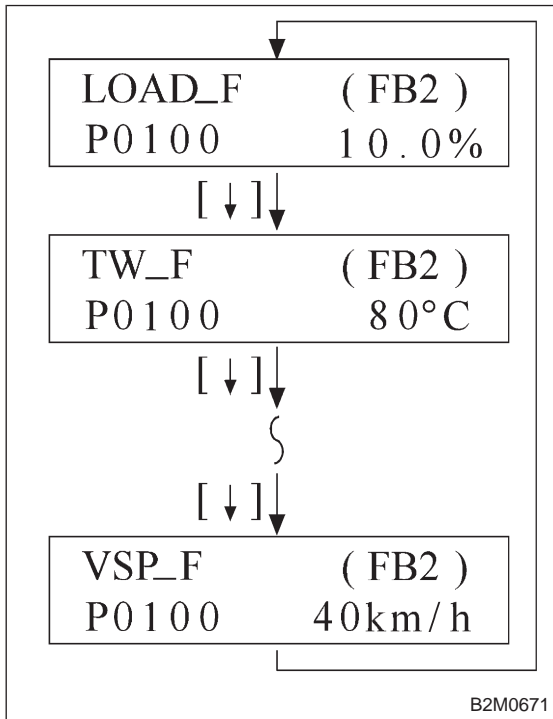 LOAD_F (FB2)
P0100 10.0%
[↓]
TW_F (FB2)
P0100 80°C
[↓]
[↓]
VSP_F (FB2)
P0100 40km/h
B2M0671